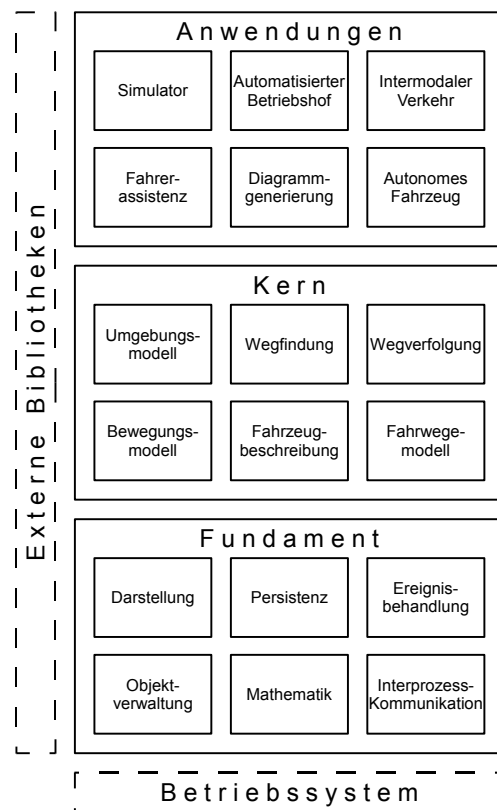 Externe Bibliotheken
Anwendungen
Simulator
Automatisierter
Betriebshof
Intermodaler
Verkehr
Fahrer-
assistenz
Diagramm-
generierung
Autonomes
Fahrzeug
Kern
Umgebungs-
modell
Wegfindung
Wegverfolgung
Bewegungs-
modell
Fahrzeug-
beschreibung
Fahrwege-
modell
Fundament
Darstellung
Persistenz
Ereignis-
behandlung
Objekt-
verwaltung
Mathematik
Interprozess-
Kommunikation
Betriebssystem